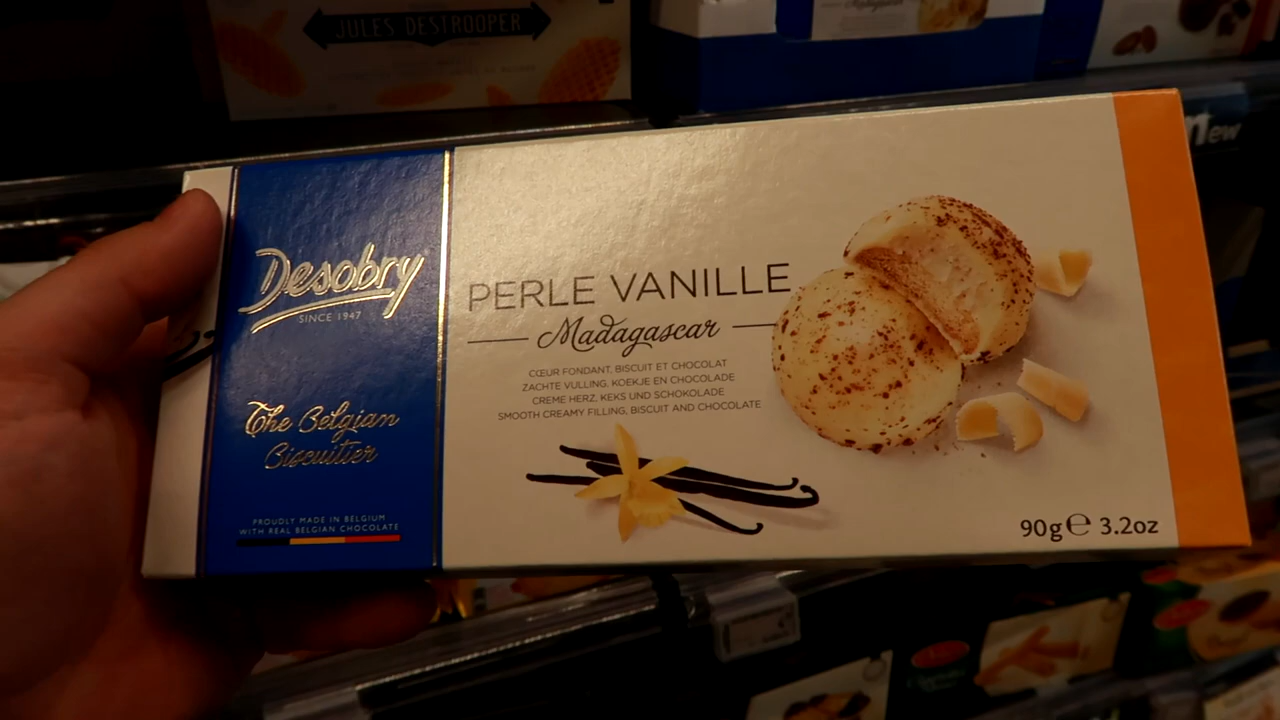 JULES DESTROOPER
Madagascar
ew
Desobry
SINCE 1947
The Belgian
Biscuitier
PROUDLY MADE IN BELGIUM
WITH REAL BELGIAN CHOCOLATE
PERLE VANILLE
Madagascar
CŒUR FONDANT, BISCUIT ET CHOCOLAT
ZACHTE VULLING, KOEKJE EN CHOCOLADE
CREME HERZ, KEKS UND SCHOKOLADE
SMOOTH CREAMY FILLING, BISCUIT AND CHOCOLATE
90g℮ 3.2oz